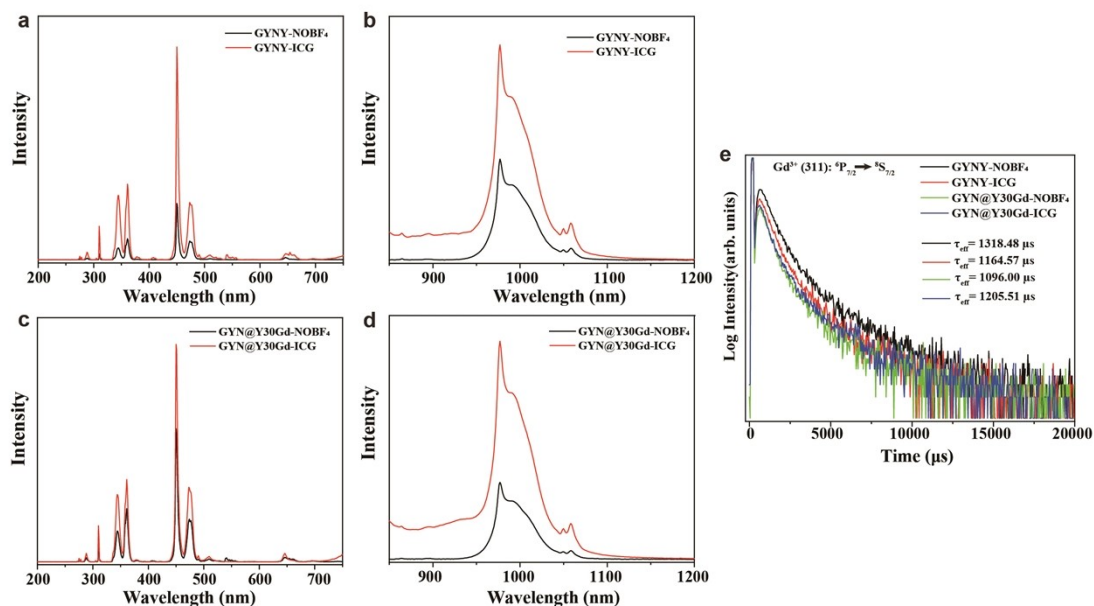 a
GYNY-NOBF₄
GYNY-ICG
Intensity
200 300 400 500 600 700
Wavelength (nm)
b
GYNY-NOBF₄
GYNY-ICG
Intensity
900 1000 1100 1200
Wavelength (nm)
c
GYN@Y30Gd-NOBF₄
GYN@Y30Gd-ICG
Intensity
200 300 400 500 600 700
Wavelength (nm)
d
GYN@Y30Gd-NOBF₄
GYN@Y30Gd-ICG
Intensity
900 1000 1100 1200
Wavelength (nm)
e
Gd³⁺ (311): ⁶P₇/₂ → ⁸S₇/₂
GYNY-NOBF₄
GYNY-ICG
GYN@Y30Gd-NOBF₄
GYN@Y30Gd-ICG
τeff= 1318.48 µs
τeff= 1164.57 µs
τeff= 1096.00 µs
τeff= 1205.51 µs
Log Intensity(arb. units)
0 5000 10000 15000 20000
Time (µs)